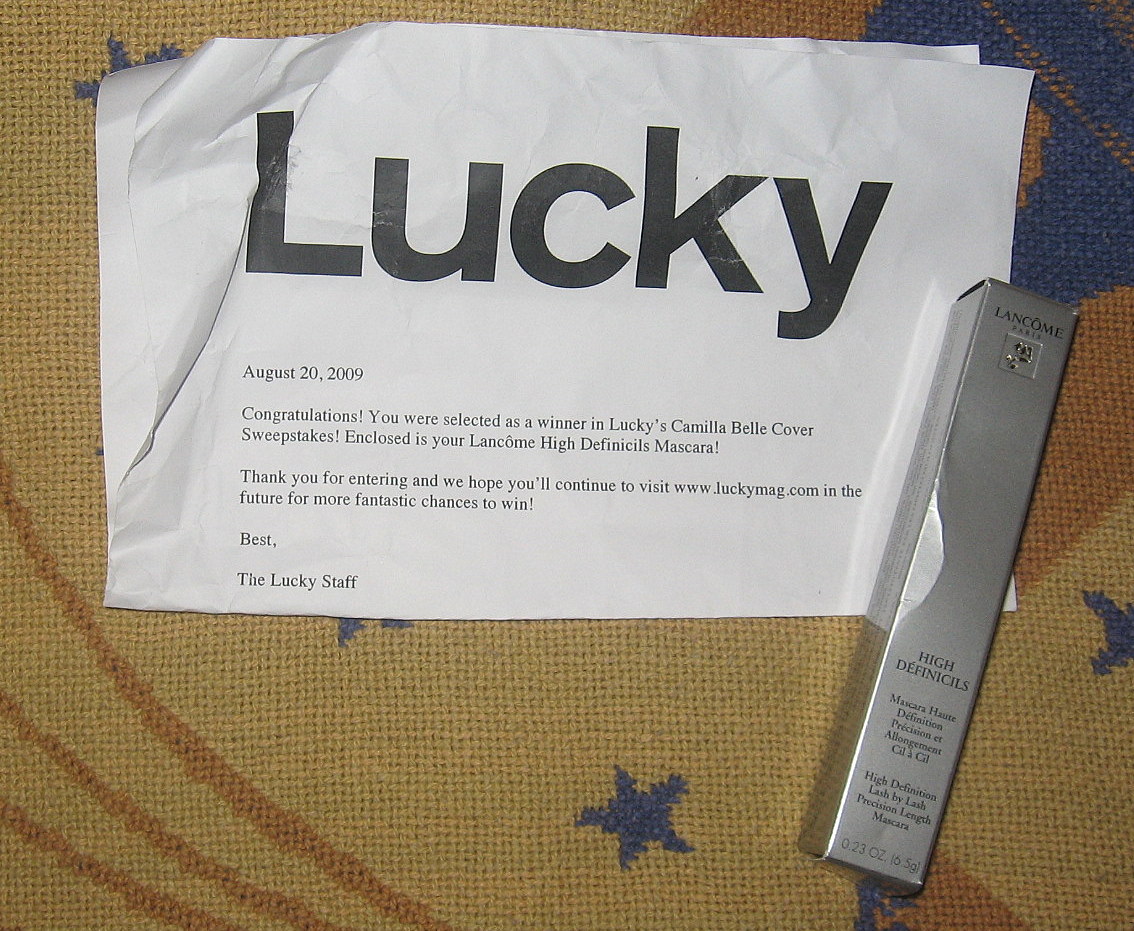 Lucky
August 20, 2009
Congratulations! You were selected as a winner in Lucky's Camilla Belle Cover
Sweepstakes! Enclosed is your Lancôme High Definicils Mascara!
Thank you for entering and we hope you'll continue to visit www.luckymag.com in the
future for more fantastic chances to win!
Best,
The Lucky Staff
LANCÔME
PARIS
HIGH
DÉFINICILS
Mascara Haute
Définition
Précision et
Allongement
Cil à Cil
High Definition
Lash by Lash
Precision Length
Mascara
0.23 OZ. (6.5g)